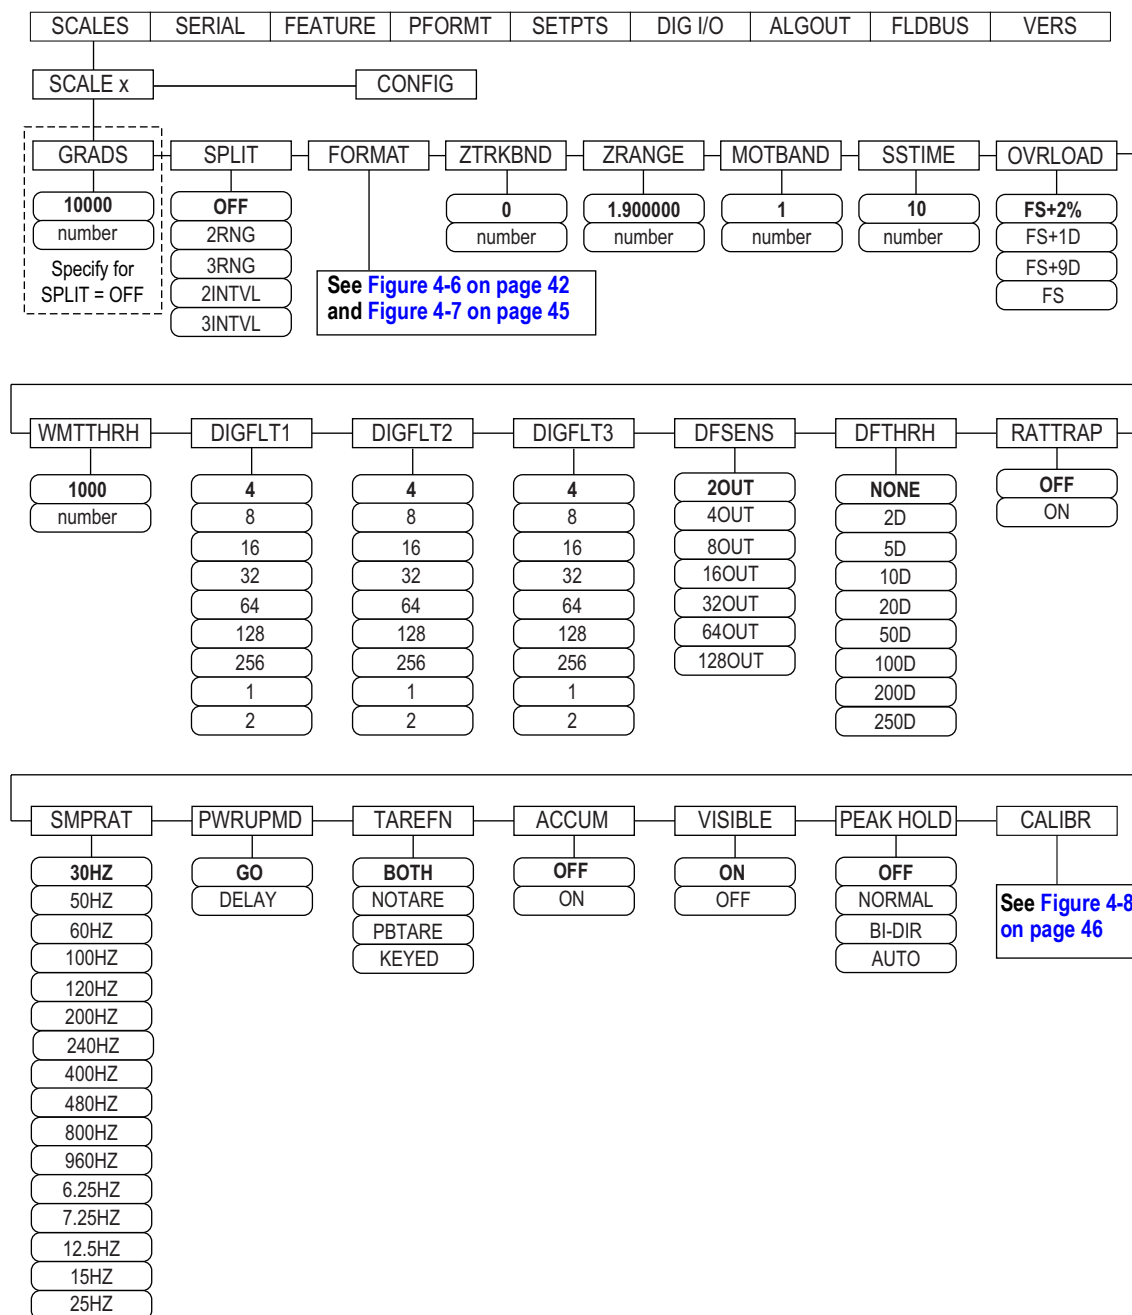 SCALES SERIAL FEATURE PFORMT SETPTS DIG I/O ALGOUT FLDBUS VERS
SCALE x CONFIG
GRADS SPLIT FORMAT ZTRKBND ZRANGE MOTBAND SSTIME OVRLOAD
10000 OFF 0 1.900000 1 10 FS+2%
number 2RNG number number number number FS+1D
Specify for 3RNG FS+9D
SPLIT = OFF 2INTVL FS
3INTVL
See Figure 4-6 on page 42
and Figure 4-7 on page 45
WMTTHRH DIGFLT1 DIGFLT2 DIGFLT3 DFSENS DFTHRH RATTRAP
1000 4 4 4 2OUT NONE OFF
number 8 8 8 4OUT 2D ON
16 16 16 8OUT 5D
32 32 32 16OUT 10D
64 64 64 32OUT 20D
128 128 128 64OUT 50D
256 256 256 128OUT 100D
1 1 1 200D
2 2 2 250D
SMPRAT PWRUPMD TAREFN ACCUM VISIBLE PEAK HOLD CALIBR
30HZ GO BOTH OFF ON OFF
50HZ DELAY NOTARE ON OFF NORMAL
60HZ PBTARE BI-DIR
100HZ KEYED AUTO
See Figure 4-8
on page 46
120HZ
200HZ
240HZ
400HZ
480HZ
800HZ
960HZ
6.25HZ
7.25HZ
12.5HZ
15HZ
25HZ